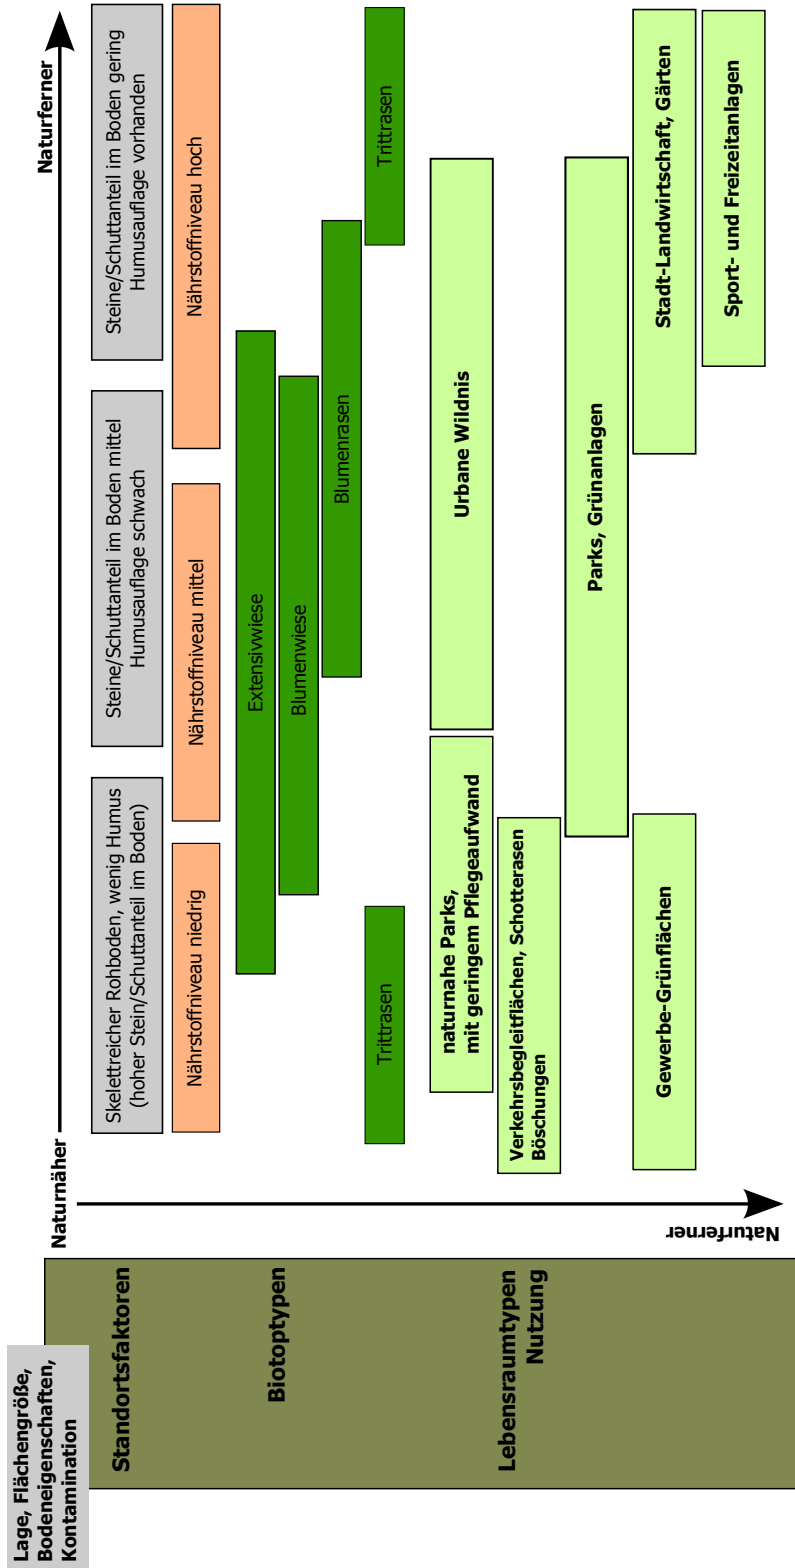 Lage, Flächengröße,
Bodeneigenschaften,
Kontamination
Standortsfaktoren
Biotoptypen
Lebensraumtypen
Nutzung
Naturnäher
Naturferner
Naturferner
Skelettreicher Rohboden, wenig Humus
(hoher Stein/Schuttanteil im Boden)
Steine/Schuttanteil im Boden mittel
Humusauflage schwach
Steine/Schuttanteil im Boden gering
Humusauflage vorhanden
Nährstoffniveau niedrig
Nährstoffniveau mittel
Nährstoffniveau hoch
Extensivwiese
Blumenwiese
Blumenrasen
Trittrasen
Trittrasen
naturnahe Parks,
mit geringem Pflegeaufwand
Urbane Wildnis
Verkehrsbegleitflächen, Schotterasen
Böschungen
Parks, Grünanlagen
Gewerbe-Grünflächen
Stadt-Landwirtschaft, Gärten
Sport- und Freizeitanlagen